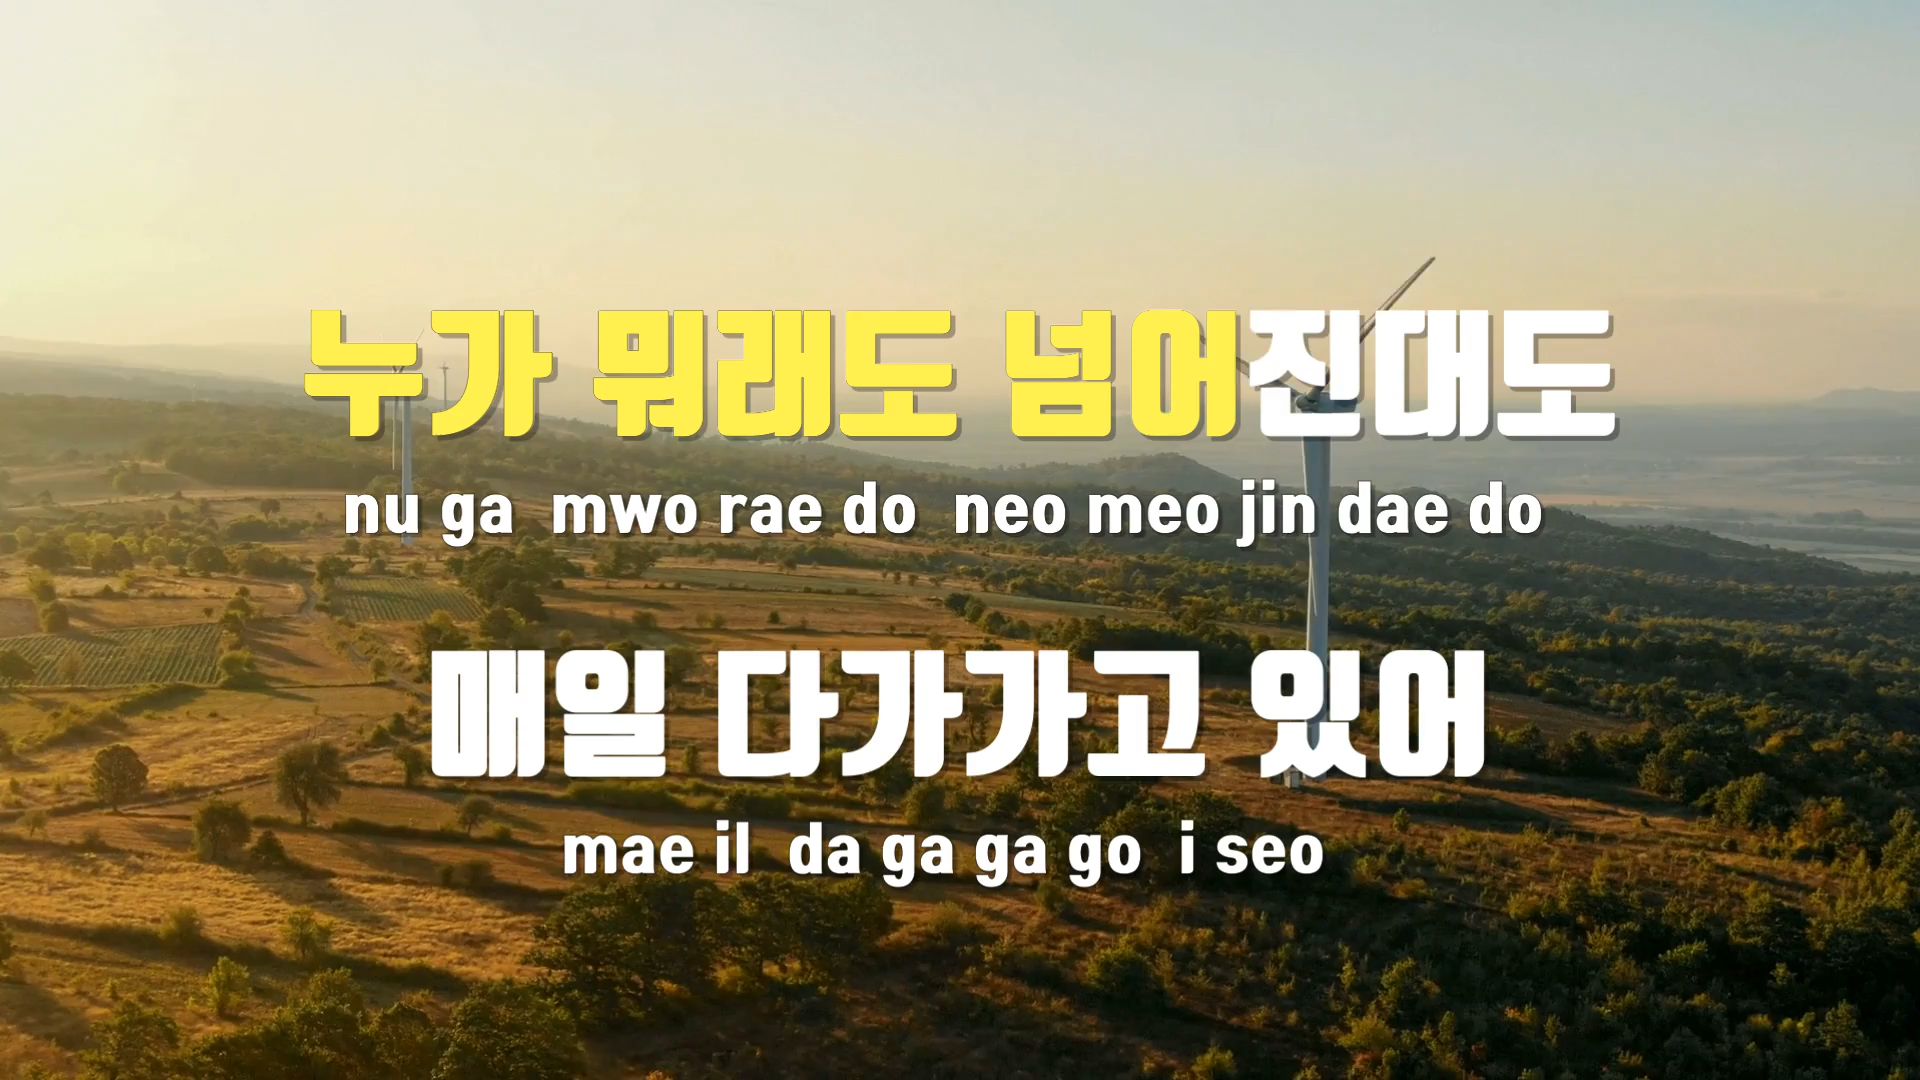 누가 뭐래도 넘어진대도
nu ga mwo rae do neo meo jin dae do
매일 다가가고 있어
mae il da ga ga go i seo